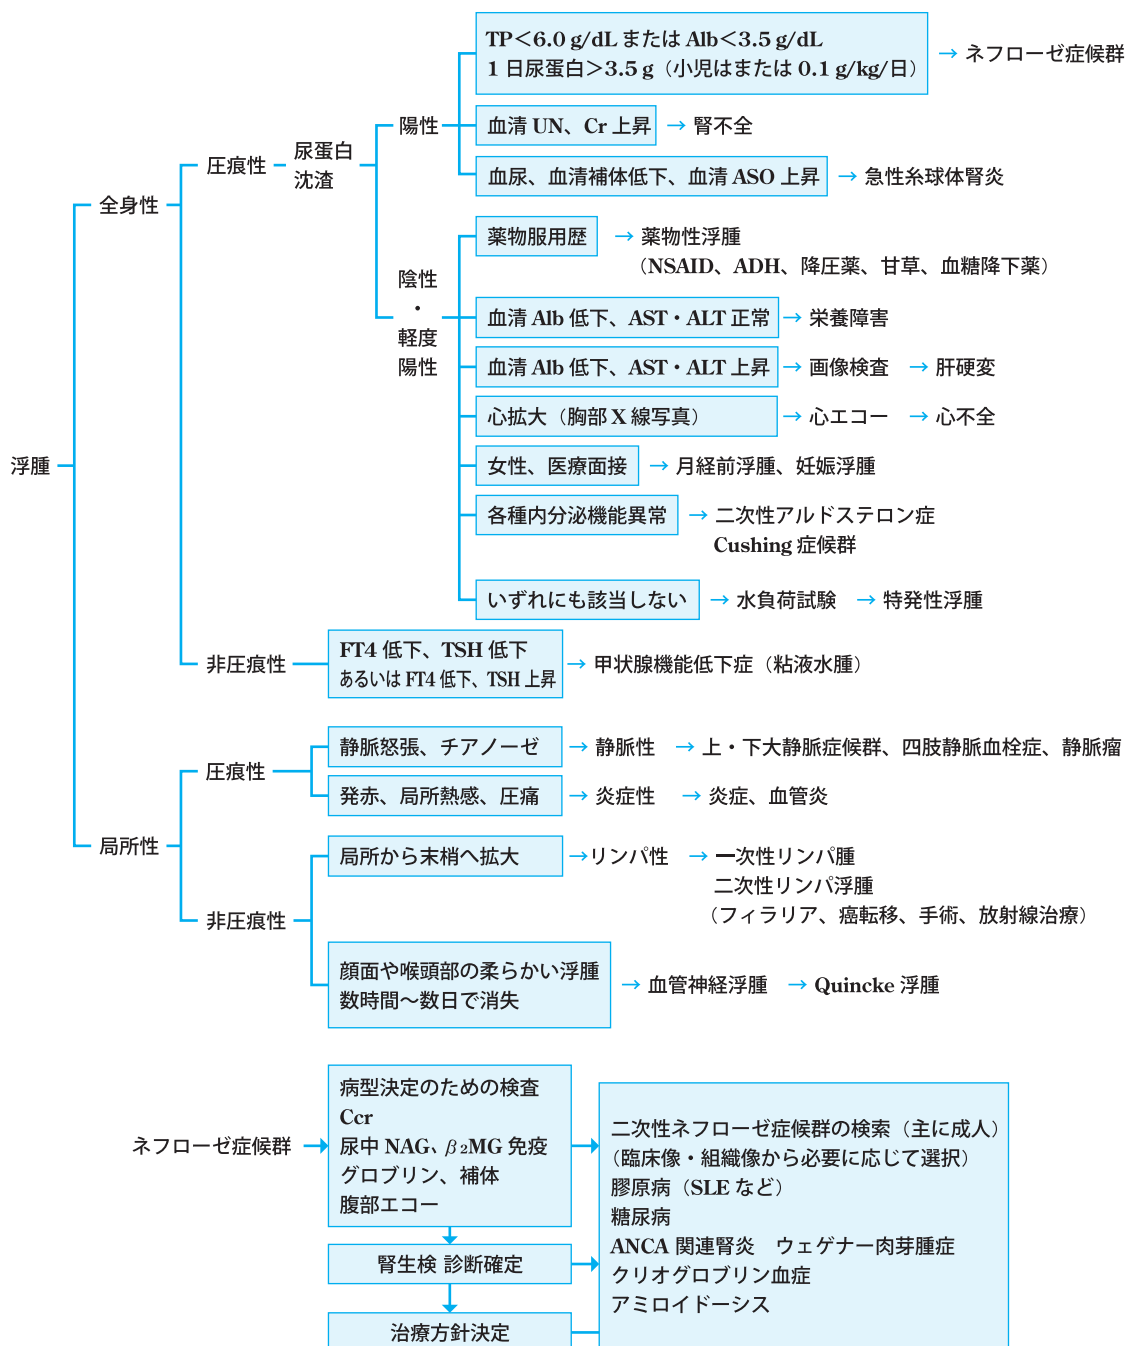 TP<6.0 g/dL または Alb<3.5 g/dL
1 日尿蛋白>3.5 g（小児はまたは 0.1 g/kg/日）
→ ネフローゼ症候群
陽性
血清 UN、Cr 上昇 → 腎不全
圧痕性
尿蛋白
沈渣
血尿、血清補体低下、血清 ASO 上昇 → 急性糸球体腎炎
全身性
薬物服用歴 → 薬物性浮腫
（NSAID、ADH、降圧薬、甘草、血糖降下薬）
陰性
・
軽度
陽性
血清 Alb 低下、AST・ALT 正常 → 栄養障害
血清 Alb 低下、AST・ALT 上昇 → 画像検査 → 肝硬変
心拡大（胸部 X 線写真） → 心エコー → 心不全
浮腫
女性、医療面接 → 月経前浮腫、妊娠浮腫
各種内分泌機能異常 → 二次性アルドステロン症
Cushing 症候群
いずれにも該当しない → 水負荷試験 → 特発性浮腫
非圧痕性
FT4 低下、TSH 低下
あるいは FT4 低下、TSH 上昇
→ 甲状腺機能低下症（粘液水腫）
静脈怒張、チアノーゼ → 静脈性 → 上・下大静脈症候群、四肢静脈血栓症、静脈瘤
圧痕性
発赤、局所熱感、圧痛 → 炎症性 → 炎症、血管炎
局所性
局所から末梢へ拡大 →リンパ性 → 一次性リンパ腫
二次性リンパ浮腫
（フィラリア、癌転移、手術、放射線治療）
非圧痕性
顔面や喉頭部の柔らかい浮腫
数時間〜数日で消失
→ 血管神経浮腫 → Quincke 浮腫
ネフローゼ症候群
病型決定のための検査
Ccr
尿中 NAG、β2MG 免疫
グロブリン、補体
腹部エコー
腎生検 診断確定
治療方針決定
二次性ネフローゼ症候群の検索（主に成人）
（臨床像・組織像から必要に応じて選択）
膠原病（SLE など）
糖尿病
ANCA 関連腎炎　ウェゲナー肉芽腫症
クリオグロブリン血症
アミロイドーシス